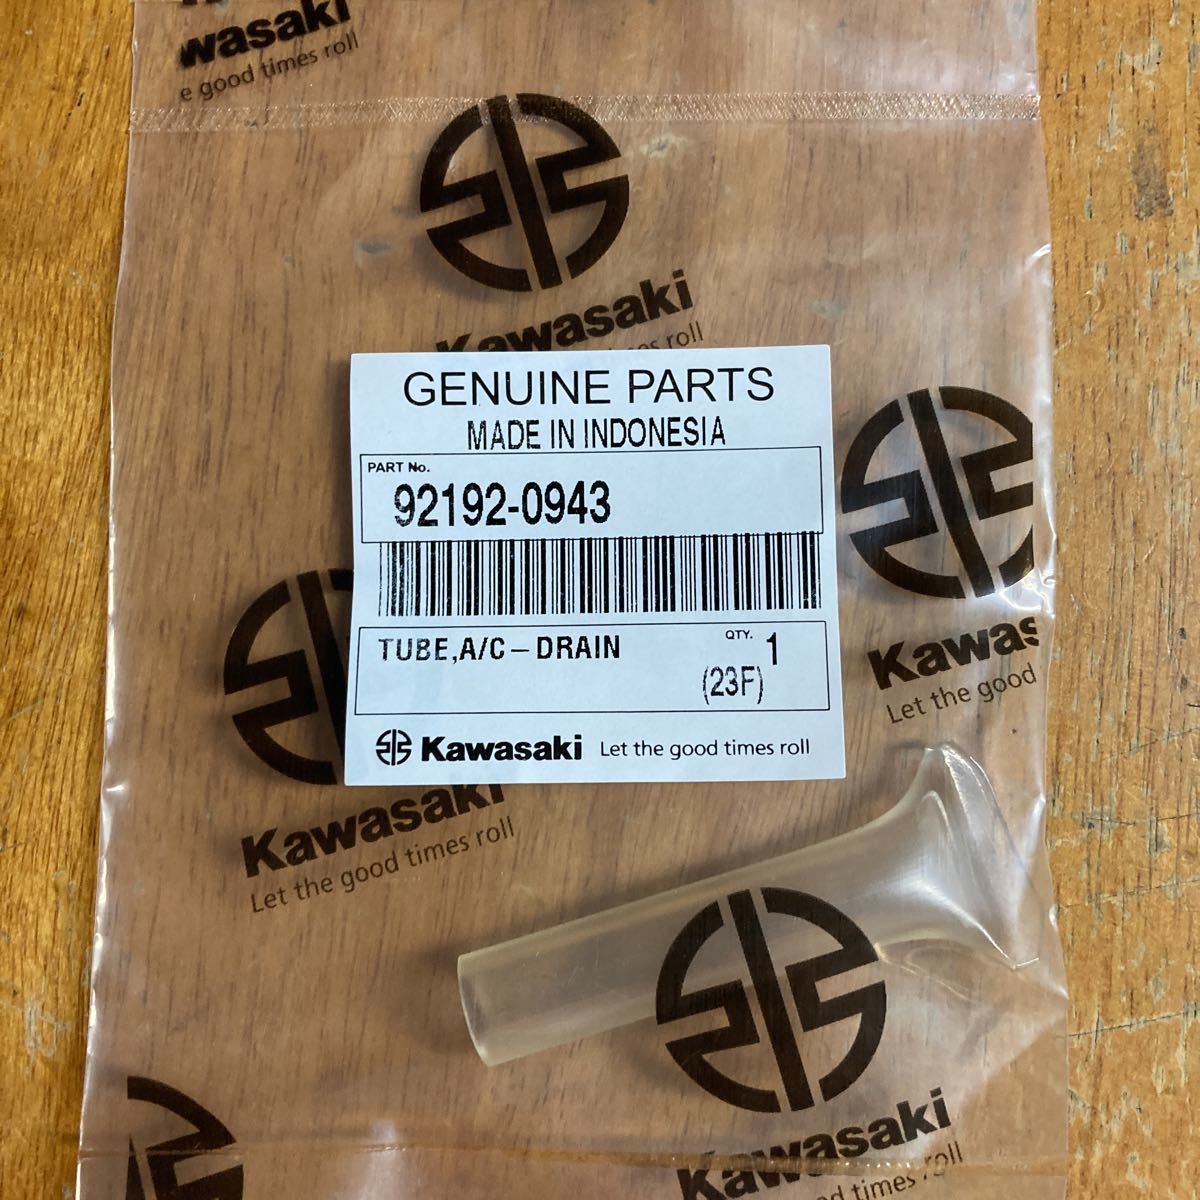 wasaki
e good times roll
Kawasaki
es roll
GENUINE PARTS
MADE IN INDONESIA
PART No.
92192-0943
TUBE,A/C-DRAIN
QTY. 1
(23F)
Kawasaki Let the good times roll
Kawas
Let the good
Kawasaki
Let the good times roll
Kawasaki
d times roll